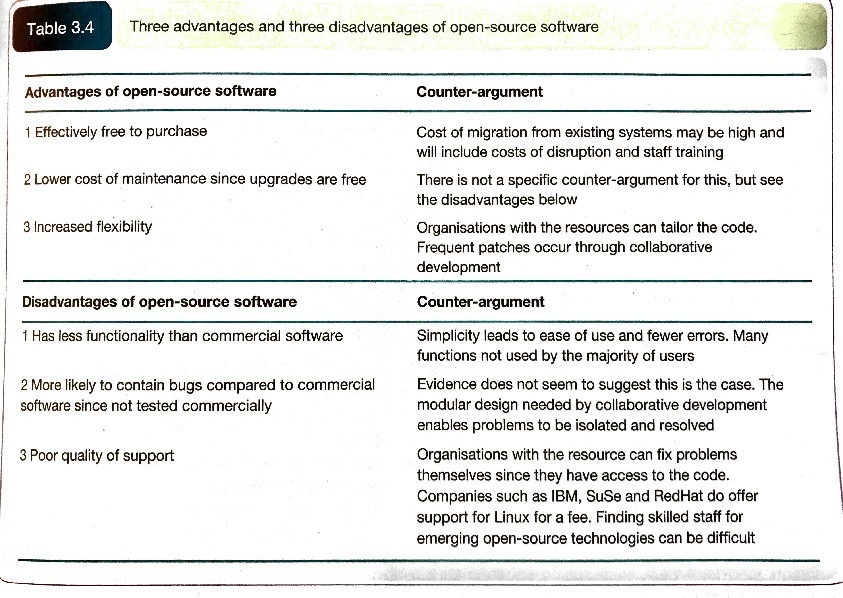 Table 3.4
Three advantages and three disadvantages of open-source software
Advantages of open-source software
Counter-argument
1 Effectively free to purchase
Cost of migration from existing systems may be high and
will include costs of disruption and staff training
2 Lower cost of maintenance since upgrades are free
There is not a specific counter-argument for this, but see
the disadvantages below
3 Increased flexibility
Organisations with the resources can tailor the code.
Frequent patches occur through collaborative
development
Disadvantages of open-source software
Counter-argument
1 Has less functionality than commercial software
Simplicity leads to ease of use and fewer errors. Many
functions not used by the majority of users
2 More likely to contain bugs compared to commercial
software since not tested commercially
Evidence does not seem to suggest this is the case. The
modular design needed by collaborative development
enables problems to be isolated and resolved
3 Poor quality of support
Organisations with the resource can fix problems
themselves since they have access to the code.
Companies such as IBM, SuSe and RedHat do offer
support for Linux for a fee. Finding skilled staff for
emerging open-source technologies can be difficult